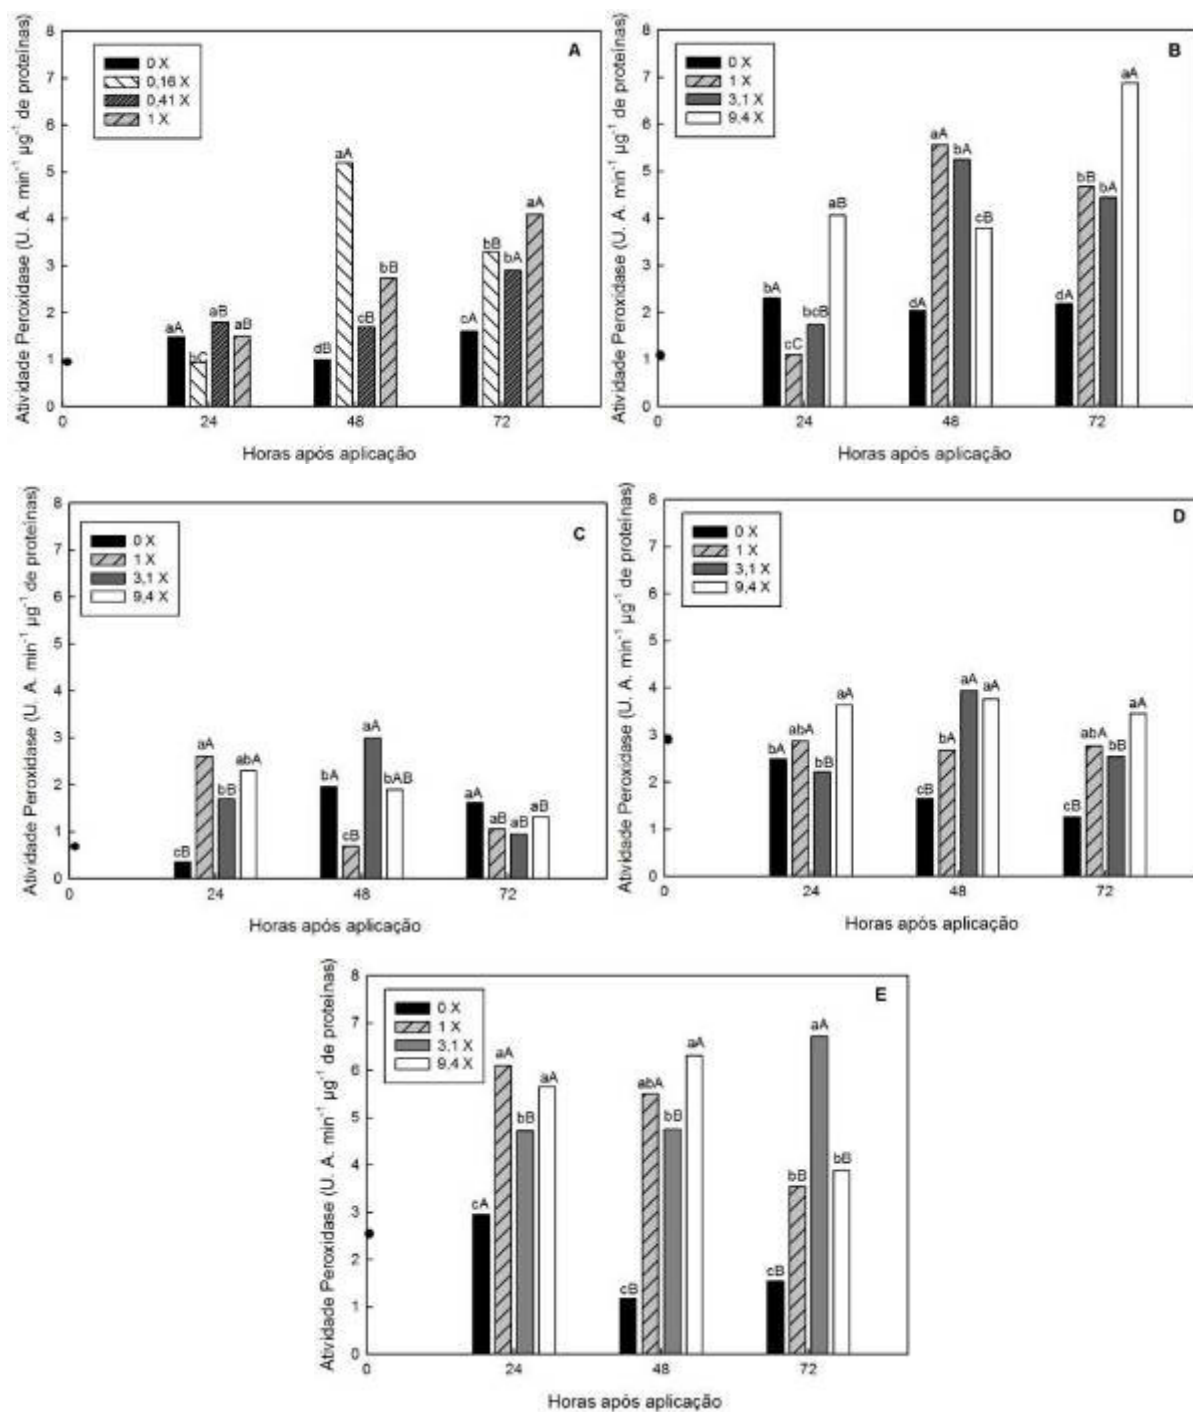 Atividade Peroxidase (U. A. min⁻¹ µg⁻¹ de proteínas)
A
0 X
0,16 X
0,41 X
1 X
8
7
6
5
4
3
2
1
0
aA bC aB aB
dB aA cB bB
cA bB bA aA
0 24 48 72
Horas após aplicação
Atividade Peroxidase (U. A. min⁻¹ µg⁻¹ de proteínas)
B
0 X
1 X
3,1 X
9,4 X
8
7
6
5
4
3
2
1
0
bA cC bcB aB
dA aA bA cB
dA bB bA aA
0 24 48 72
Horas após aplicação
Atividade Peroxidase (U. A. min⁻¹ µg⁻¹ de proteínas)
C
0 X
1 X
3,1 X
9,4 X
8
7
6
5
4
3
2
1
0
cB aA bB abA
bA cB aA bAB
aA aB aB aB
0 24 48 72
Horas após aplicação
Atividade Peroxidase (U. A. min⁻¹ µg⁻¹ de proteínas)
D
0 X
1 X
3,1 X
9,4 X
8
7
6
5
4
3
2
1
0
bA abA bB aA
cB bA aA aA
cB abA bB aA
0 24 48 72
Horas após aplicação
Atividade Peroxidase (U. A. min⁻¹ µg⁻¹ de proteínas)
E
0 X
1 X
3,1 X
9,4 X
8
7
6
5
4
3
2
1
0
cA aA bB aA
cB abA bB aA
cB bB aA bB
0 24 48 72
Horas após aplicação